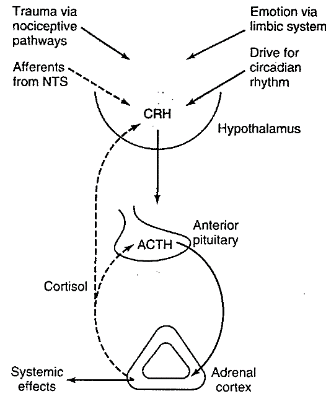 Trauma via
nociceptive
pathways
Emotion via
limbic system
Afferents
from NTS
Drive for
circadian
rhythm
CRH
Hypothalamus
Anterior
pituitary
ACTH
Cortisol
Systemic
effects
Adrenal
cortex